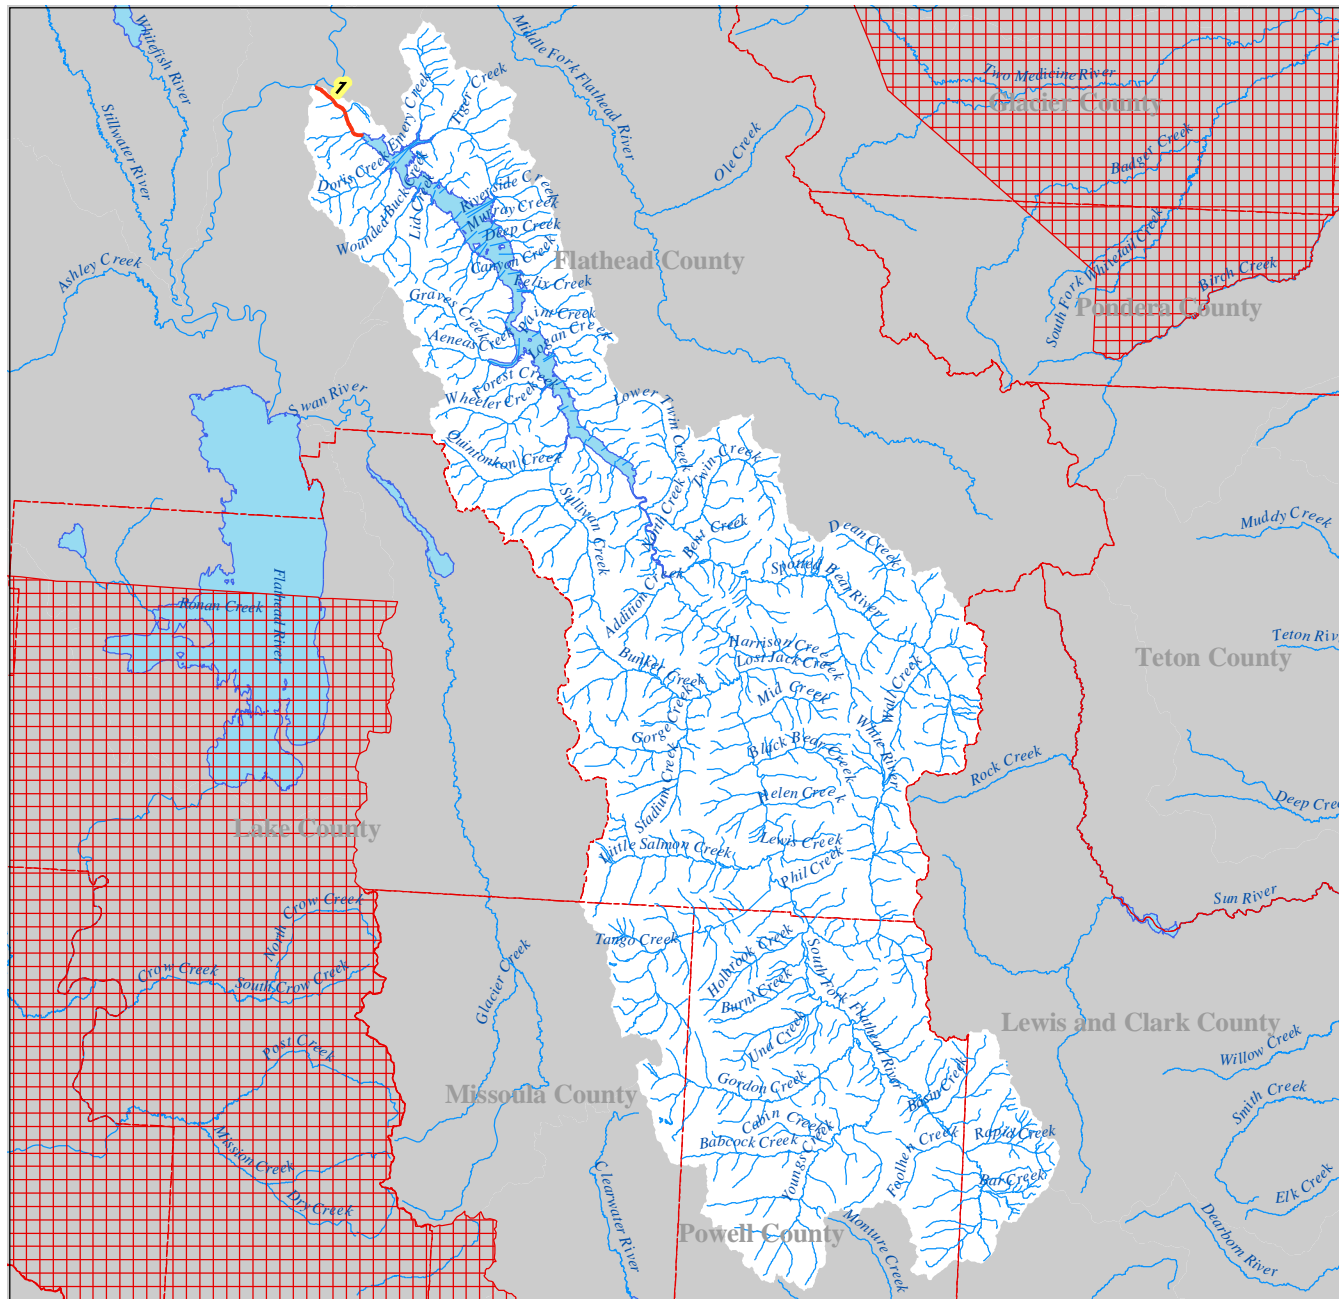 Whitefish River
Stillwater River
1
Middle Fork Flathead River
Two Medicine River
Glacier County
Badger Creek
Ole Creek
Tiger Creek
Emery Creek
Doris Creek
Wounded Buck Creek
Lid Creek
Riverside Creek
Murray Creek
Deep Creek
Canyon Creek
Felix Creek
Flathead County
South Fork Whitetail Creek
Birch Creek
Pondera County
Ashley Creek
Graves Creek
Paint Creek
Aeneas Creek
Logan Creek
Forest Creek
Wheeler Creek
Swan River
Lower Twin Creek
Twin Creek
Quintonkon Creek
Sullivan Creek
North Creek
Bent Creek
Dean Creek
Muddy Creek
Spotted Bear River
Addition Creek
Ronan Creek
Flathead River
Teton River
Teton County
Harrison Creek
Lost Jack Creek
Bunker Creek
Mid Creek
Wall Creek
Gorge Creek
White River
Black Bear Creek
Rock Creek
Stadium Creek
Helen Creek
Deep Creek
Lake County
Little Salmon Creek
Lewis Creek
Phil Creek
Sun River
North Crow Creek
Crow Creek
South Crow Creek
Glacier Creek
Tango Creek
Holbrook Creek
Burnt Creek
South Fork Flathead River
Una Creek
Lewis and Clark County
Willow Creek
Post Creek
Gordon Creek
Basin Creek
Missoula County
Smith Creek
Cabin Creek
Babcock Creek
Youngs Creek
Foolhen Creek
Rapid Creek
Bar Creek
Mission Creek
Dry Creek
Clearwater River
Elk Creek
Powell County
Monture Creek
Dearborn River